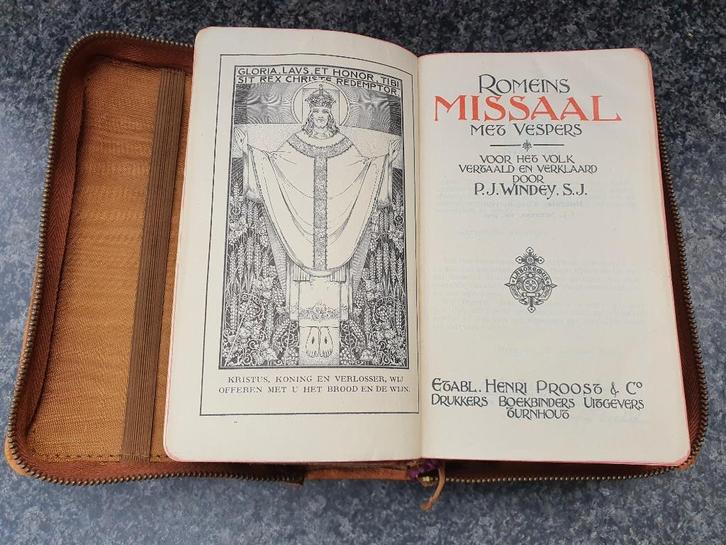 GLORIA, LAVS, ET HONOR, TIBI
SIT REX CHRISTE REDEMPTOR
KRISTUS, KONING EN VERLOSSER, WIJ
OFFEREN MET U HET BROOD EN DE WIJN.
ROMEINS
MISSAAL
MET VESPERS
VOOR HET VOLK
VERTAALD EN VERKLAARD
DOOR
P.J. WINDEY, S.J.
ETABL. HENRI PROOST & Cº
DRUKKERS BOEKBINDERS UITGEVERS
TURNHOUT